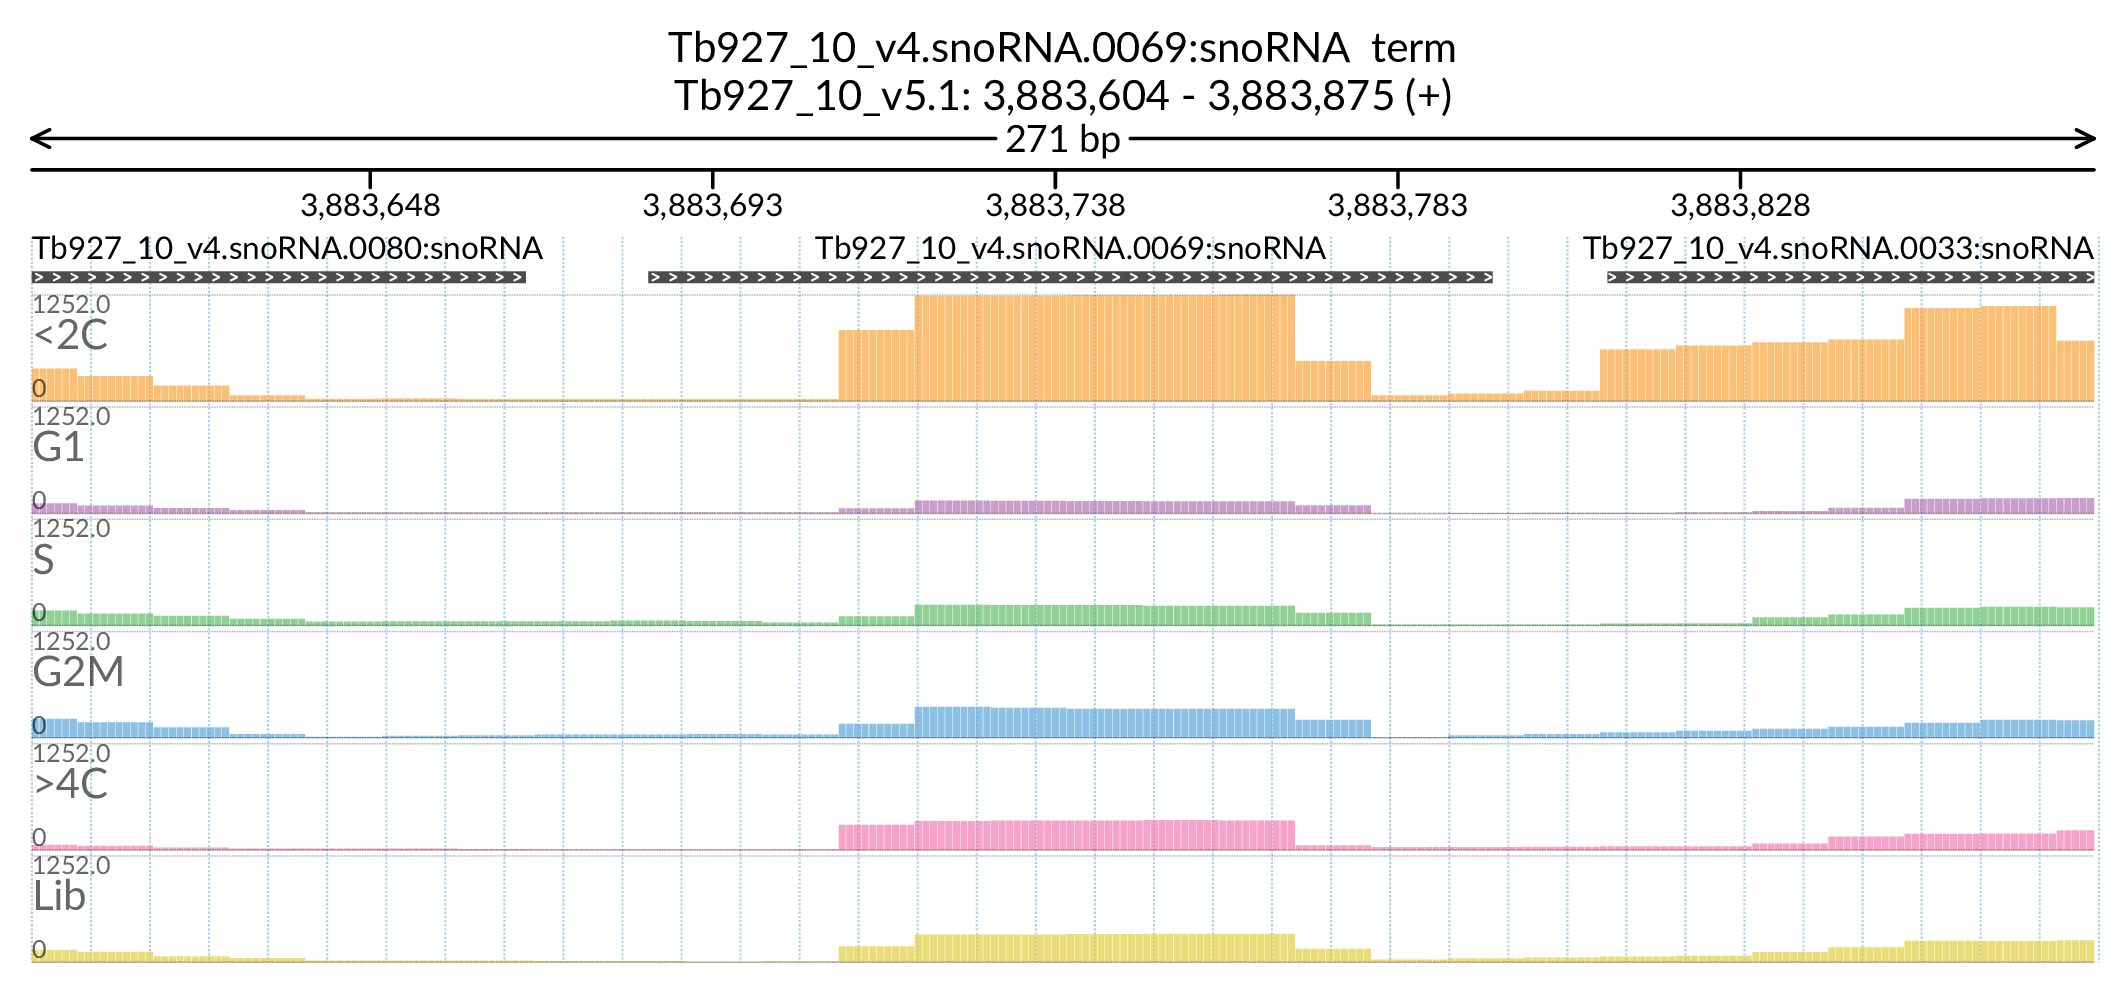 Tb927_10_v4.snoRNA.0069:snoRNA  term
Tb927_10_v5.1: 3,883,604 - 3,883,875 (+)
271 bp
3,883,648 3,883,693 3,883,738 3,883,783 3,883,828
Tb927_10_v4.snoRNA.0080:snoRNA Tb927_10_v4.snoRNA.0069:snoRNA Tb927_10_v4.snoRNA.0033:snoRNA
1252.0
<2C
0
1252.0
G1
0
1252.0
S
0
1252.0
G2M
0
1252.0
>4C
0
1252.0
Lib
0